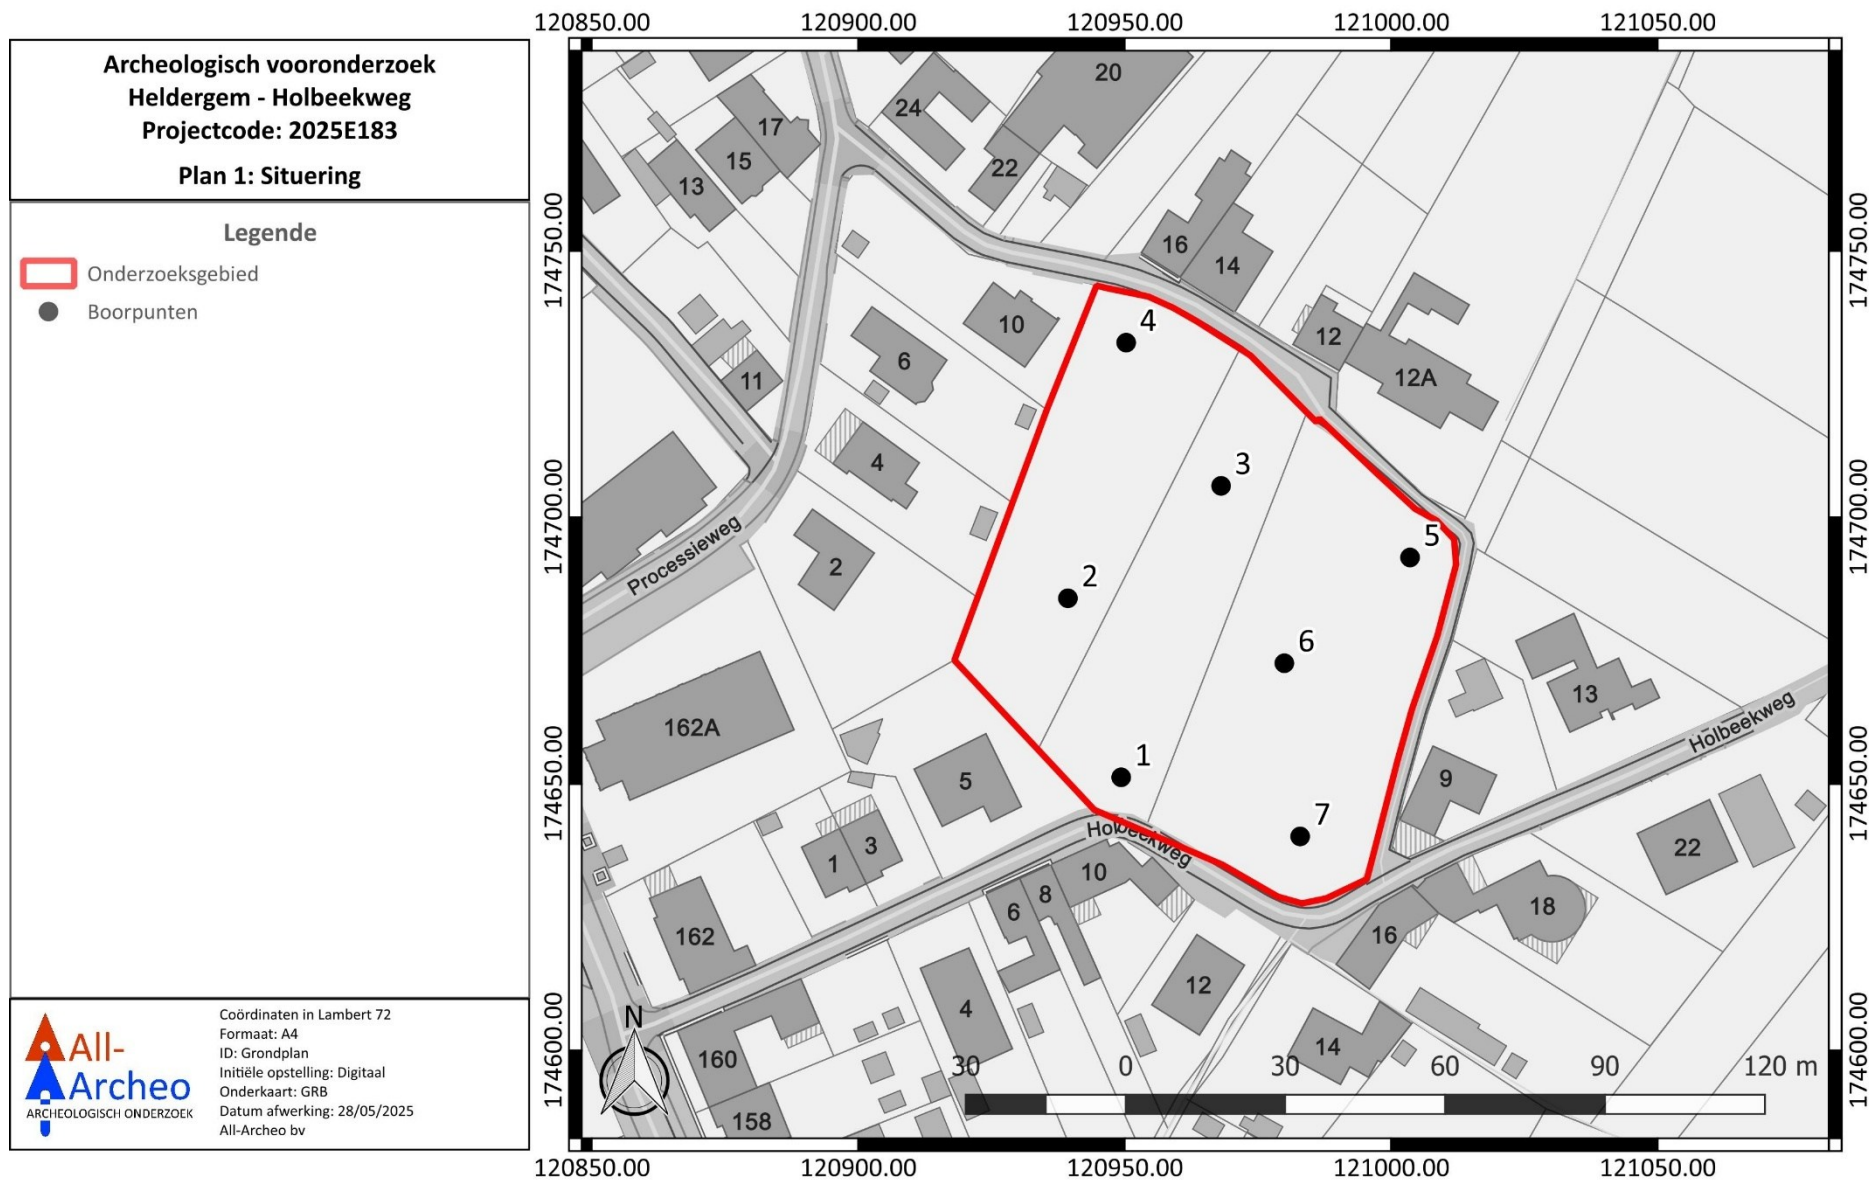 Archeologisch vooronderzoek
Heldergem - Holbeekweg
Projectcode: 2025E183
Plan 1: Situering
Legende
Onderzoeksgebied
Boorpunten
All-
Archeo
ARCHEOLOGISCH ONDERZOEK
Coördinaten in Lambert 72
Formaat: A4
ID: Grondplan
Initiële opstelling: Digitaal
Onderkaart: GRB
Datum afwerking: 28/05/2025
All-Archeo bv
120850.00 120900.00 120950.00 121000.00 121050.00
174750.00
174700.00
174650.00
174600.00
20
24
17
15
22
13
16
14
10
4
12
6
12A
11
4
3
5
Processieweg
2
2
6
13
162A
Holbeekweg
1
5
9
7
Holbeekweg
3
1
22
10
8
6
18
162
16
12
4
14
N
160
158
30 0 30 60 90 120 m
174750.00
174700.00
174650.00
174600.00
120850.00 120900.00 120950.00 121000.00 121050.00